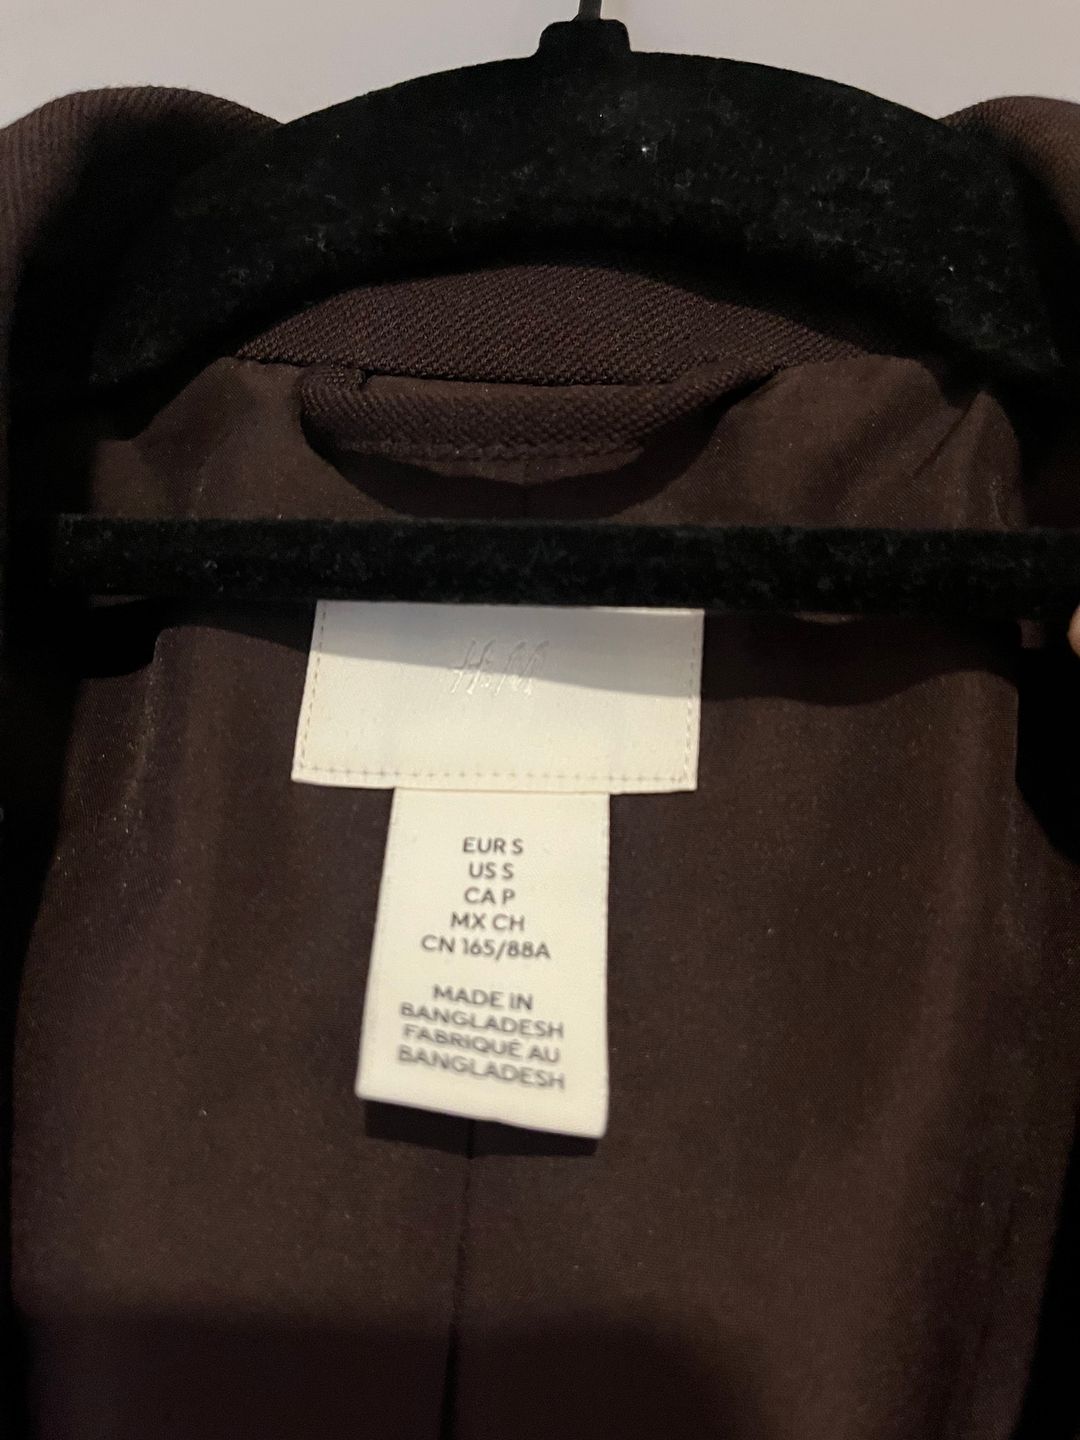 H&M
EUR S
US S
CA P
MX CH
CN 165/88A
MADE IN
BANGLADESH
FABRIQUÉ AU
BANGLADESH